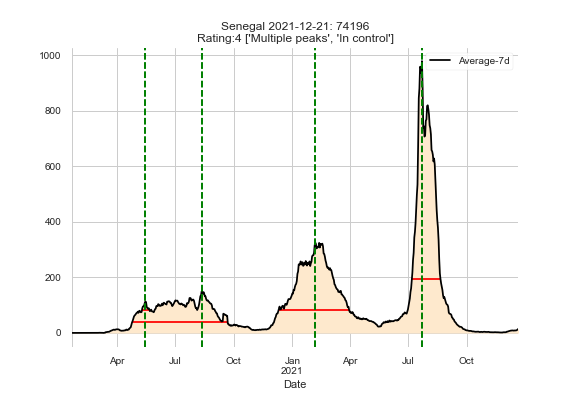 Senegal 2021-12-21: 74196
Rating:4 ['Multiple peaks', 'In control']
Average-7d
1000
800
600
400
200
0
Apr Jul Oct Jan Apr Jul Oct
2021
Date